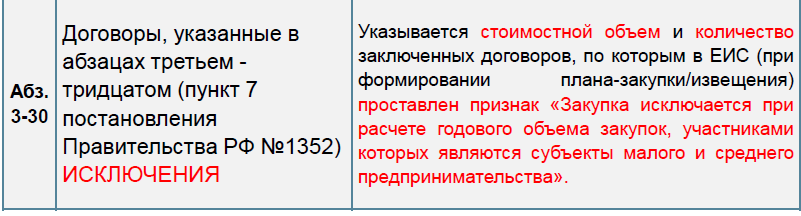 Абз.
3-30
Договоры, указанные в
абзацах третьем -
тридцатом (пункт 7
постановления
Правительства РФ №1352)
ИСКЛЮЧЕНИЯ
Указывается стоимостной объем и количество
заключенных договоров, по которым в ЕИС (при
формировании плана-закупки/извещения)
проставлен признак «Закупка исключается при
расчете годового объема закупок, участниками
которых являются субъекты малого и среднего
предпринимательства».